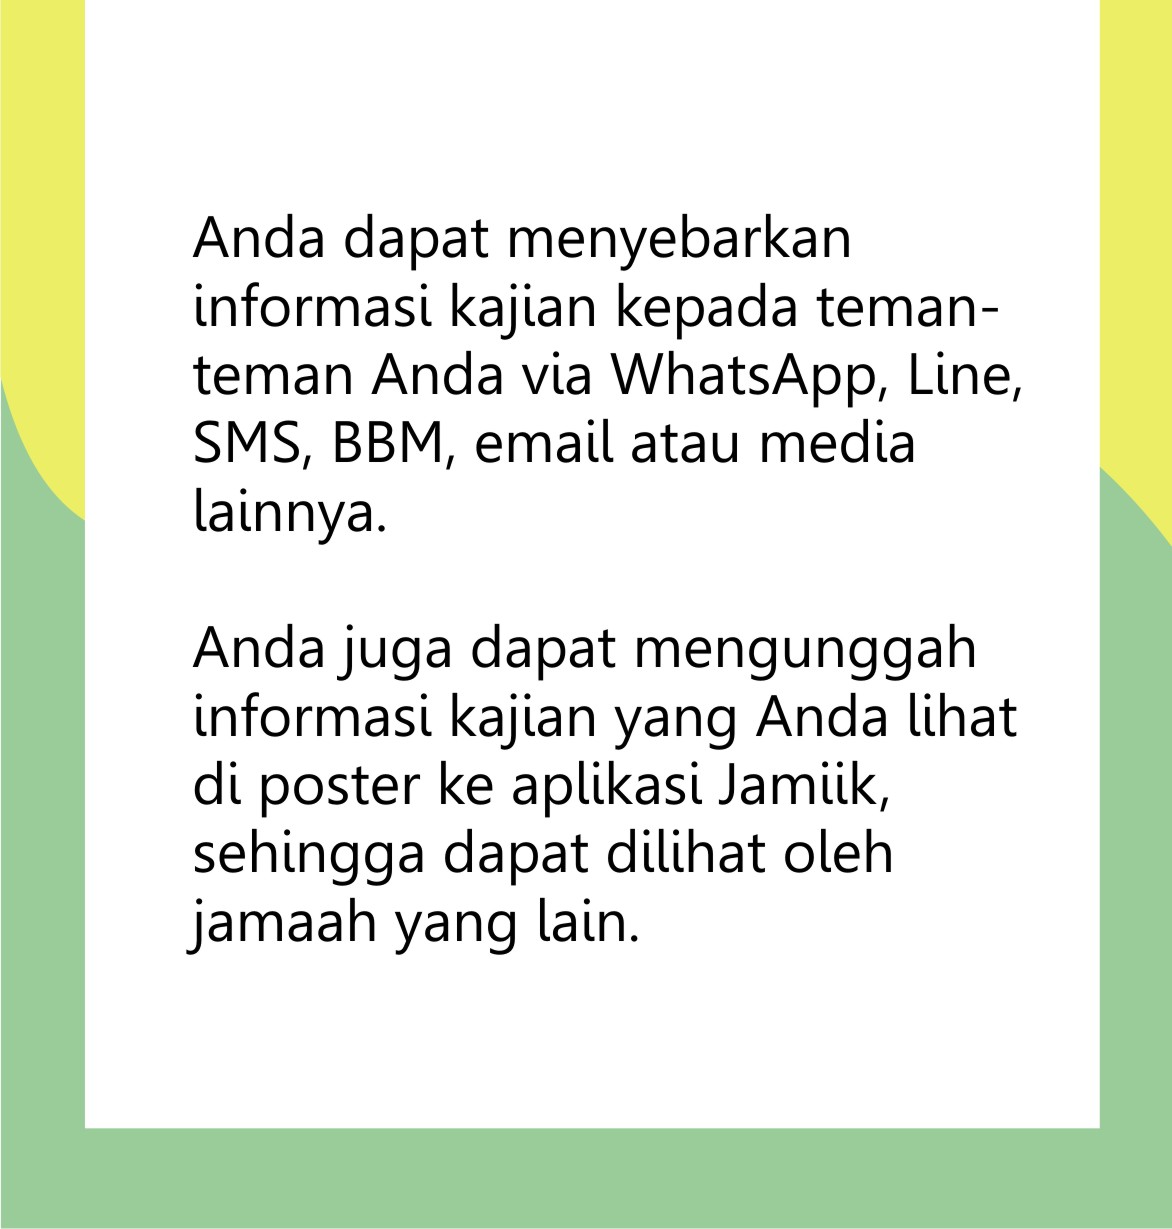 Anda dapat menyebarkan
informasi kajian kepada teman-
teman Anda via WhatsApp, Line,
SMS, BBM, email atau media
lainnya.
Anda juga dapat mengunggah
informasi kajian yang Anda lihat
di poster ke aplikasi Jamiik,
sehingga dapat dilihat oleh
jamaah yang lain.